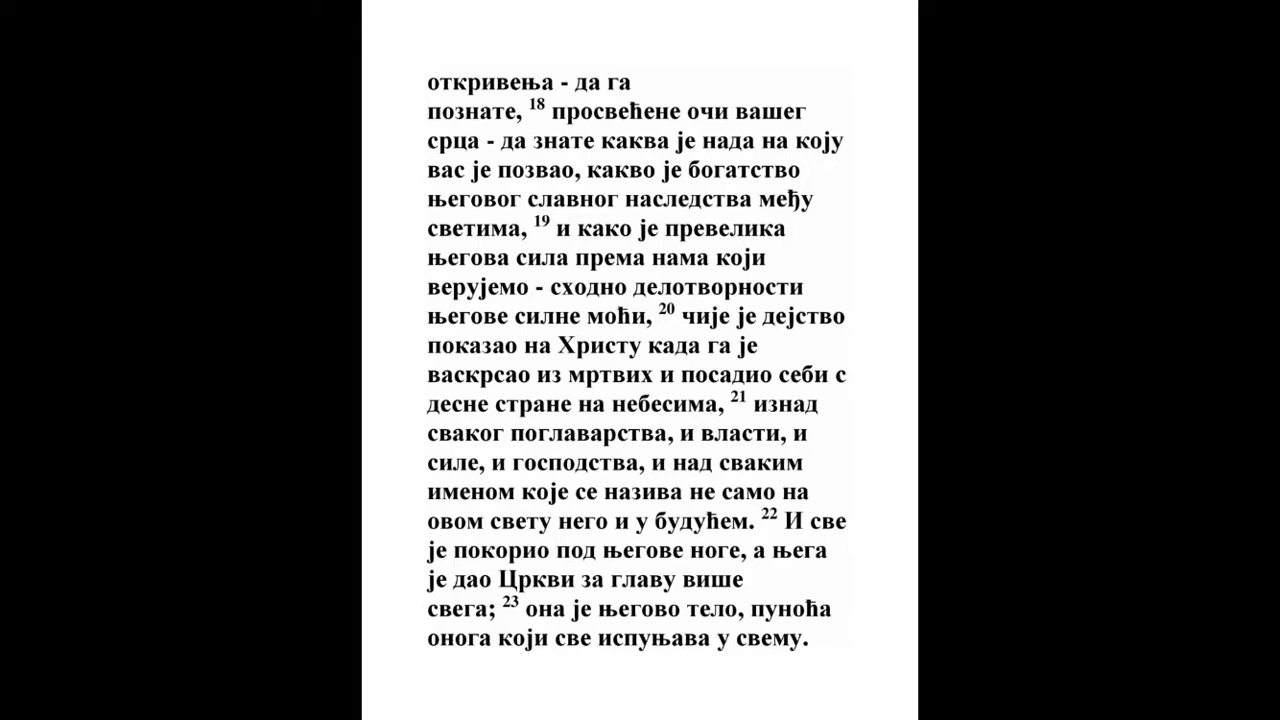 откривења - да га
познате, 18 просвећене очи вашег
срца - да знате каква је нада на коју
вас је позвао, какво је богатство
његовог славног наследства међу
светима, 19 и како је превелика
његова сила према нама који
верујемо - сходно делотворности
његове силне моћи, 20 чије је дејство
показао на Христу када га је
васкрсао из мртвих и посадио себи с
десне стране на небесима, 21 изнад
сваког поглаварства, и власти, и
силе, и господства, и над сваким
именом које се назива не само на
овом свету него и у будућем. 22 И све
је покорио под његове ноге, а њега
је дао Цркви за главу више
свега; 23 она је његово тело, пуноћа
онога који све испуњава у свему.